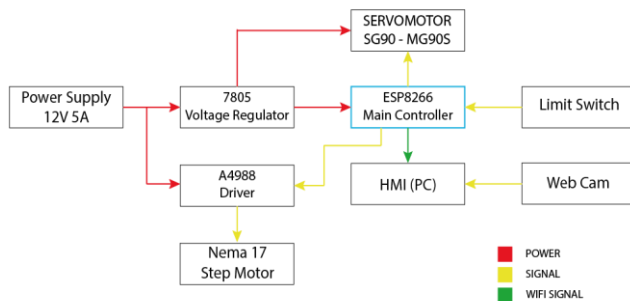 SERVOMOTOR
SG90 - MG90S
Power Supply
12V 5A
7805
Voltage Regulator
ESP8266
Main Controller
Limit Switch
A4988
Driver
HMI (PC)
Web Cam
Nema 17
Step Motor
POWER
SIGNAL
WIFI SIGNAL